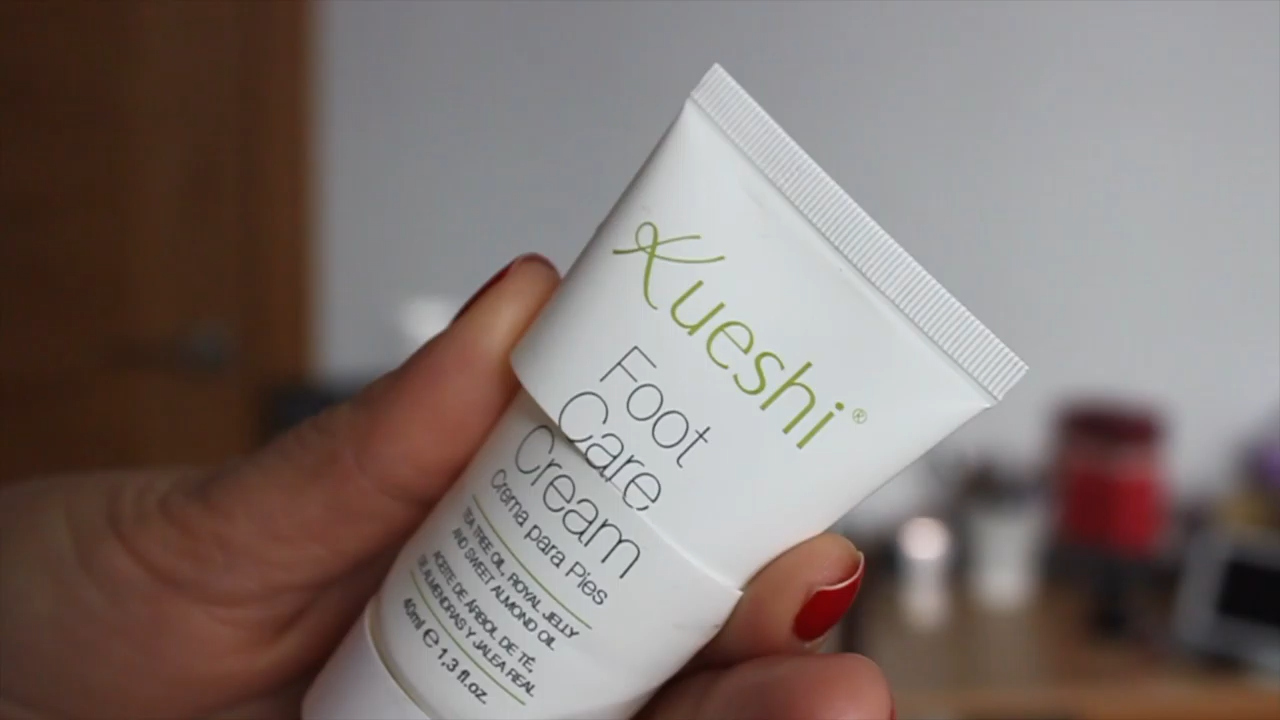 Xueshi®
Foot
Care
Cream
Crema para Pies
TEA TREE OIL, ROYAL JELLY
AND SWEET ALMOND OIL
ACEITE DE ÁRBOL DE TÉ,
DE ALMENDRAS Y JALEA REAL
40ml e 1,3 fl.oz.